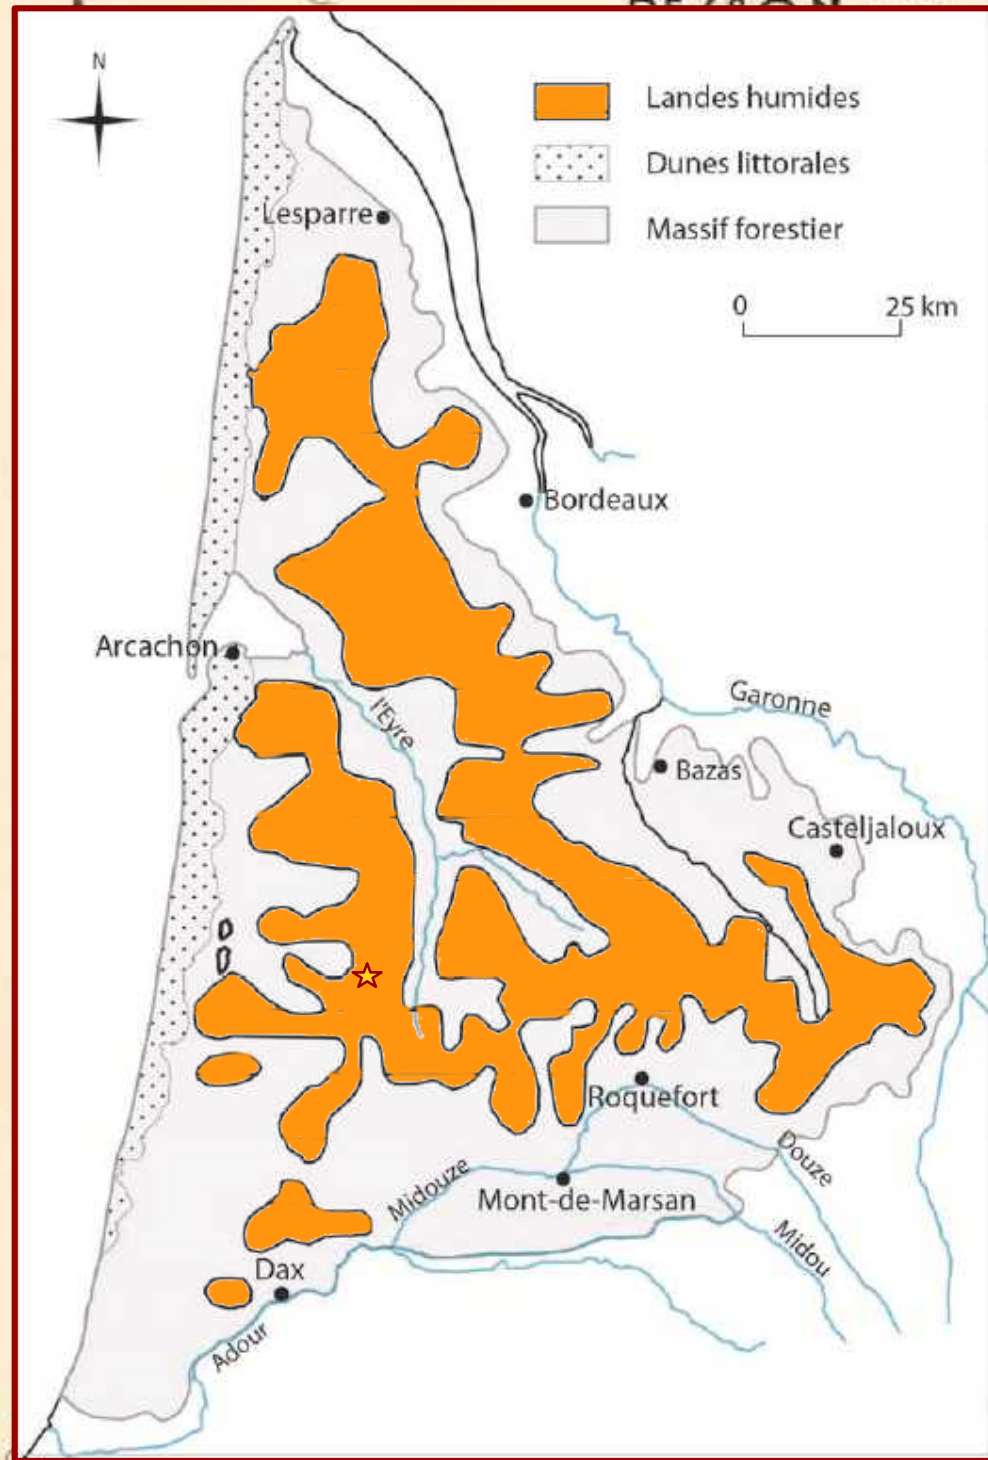 N
Landes humides
Dunes littorales
Massif forestier
0 25 km
Lesparre
Bordeaux
Arcachon
l'Eyre
Garonne
Bazas
Casteljaloux
Roquefort
Douze
Midouze
Mont-de-Marsan
Midou
Dax
Adour